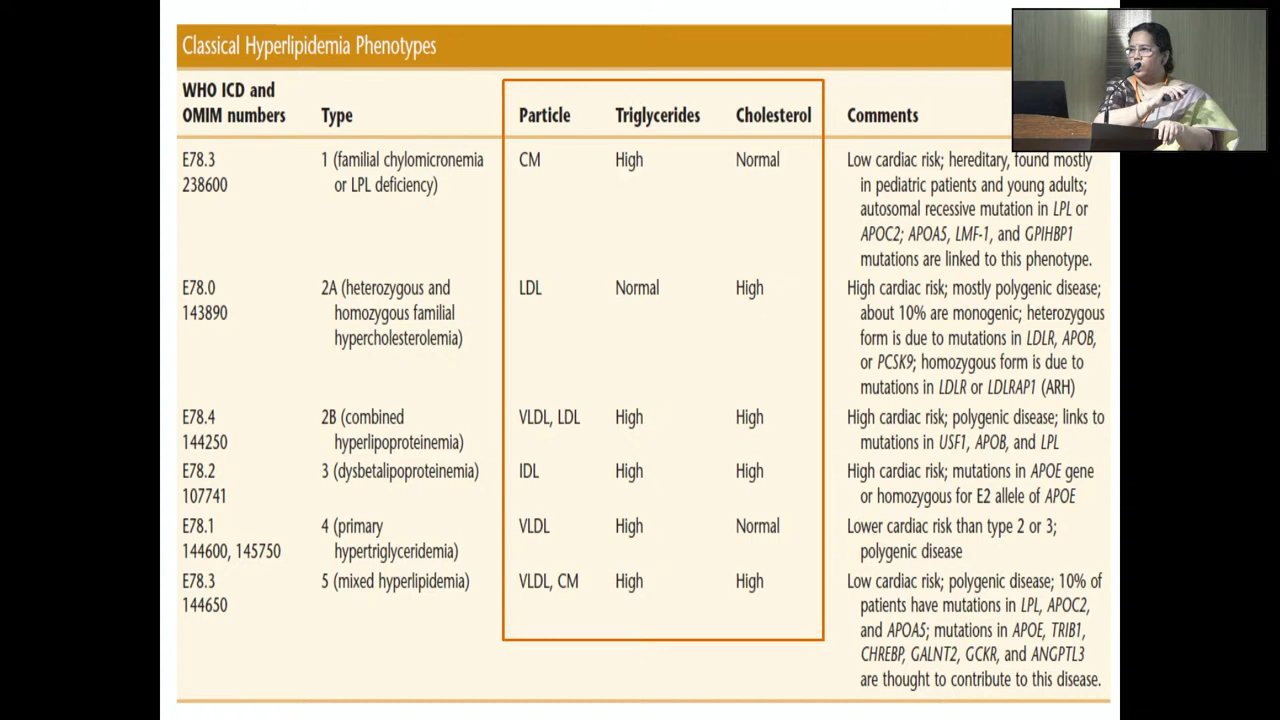 Classical Hyperlipidemia Phenotypes
WHO ICD and
OMIM numbers Type Particle Triglycerides Cholesterol Comments
E78.3 1 (familial chylomicronemia CM High Normal Low cardiac risk; hereditary, found mostly
238600 or LPL deficiency) in pediatric patients and young adults;
autosomal recessive mutation in LPL or
APOC2; APOA5, LMF-1, and GPIHBP1
mutations are linked to this phenotype.
E78.0 2A (heterozygous and LDL Normal High High cardiac risk; mostly polygenic disease;
143890 homozygous familial about 10% are monogenic; heterozygous
hypercholesterolemia) form is due to mutations in LDLR, APOB,
or PCSK9; homozygous form is due to
mutations in LDLR or LDLRAP1 (ARH)
E78.4 2B (combined VLDL, LDL High High High cardiac risk; polygenic disease; links to
144250 hyperlipoproteinemia) mutations in USF1, APOB, and LPL
E78.2 3 (dysbetalipoproteinemia) IDL High High High cardiac risk; mutations in APOE gene
107741 or homozygous for E2 allele of APOE
E78.1 4 (primary VLDL High Normal Lower cardiac risk than type 2 or 3;
144600, 145750 hypertriglyceridemia) polygenic disease
E78.3 5 (mixed hyperlipidemia) VLDL, CM High High Low cardiac risk; polygenic disease; 10% of
144650 patients have mutations in LPL, APOC2,
and APOA5; mutations in APOE, TRIB1,
CHREBP, GALNT2, GCKR, and ANGPTL3
are thought to contribute to this disease.